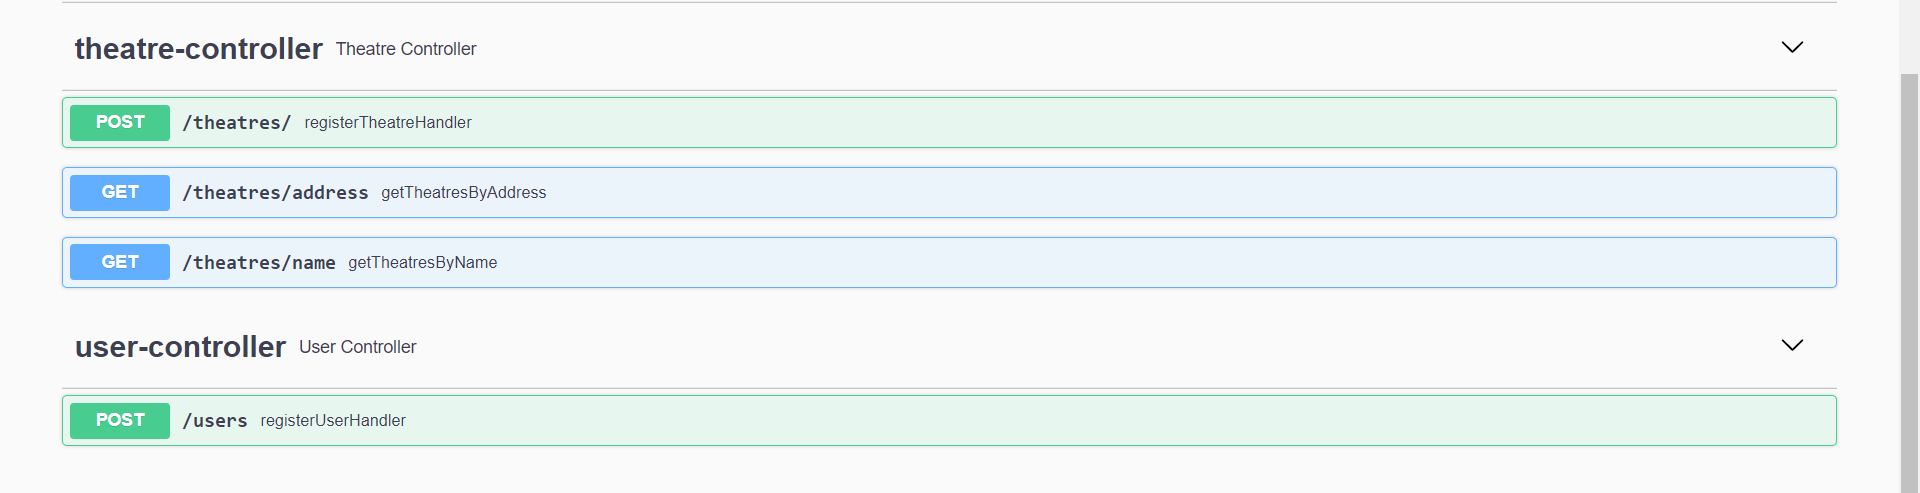 theatre-controller Theatre Controller
POST /theatres/ registerTheatreHandler
GET /theatres/address getTheatresByAddress
GET /theatres/name getTheatresByName
user-controller User Controller
POST /users registerUserHandler